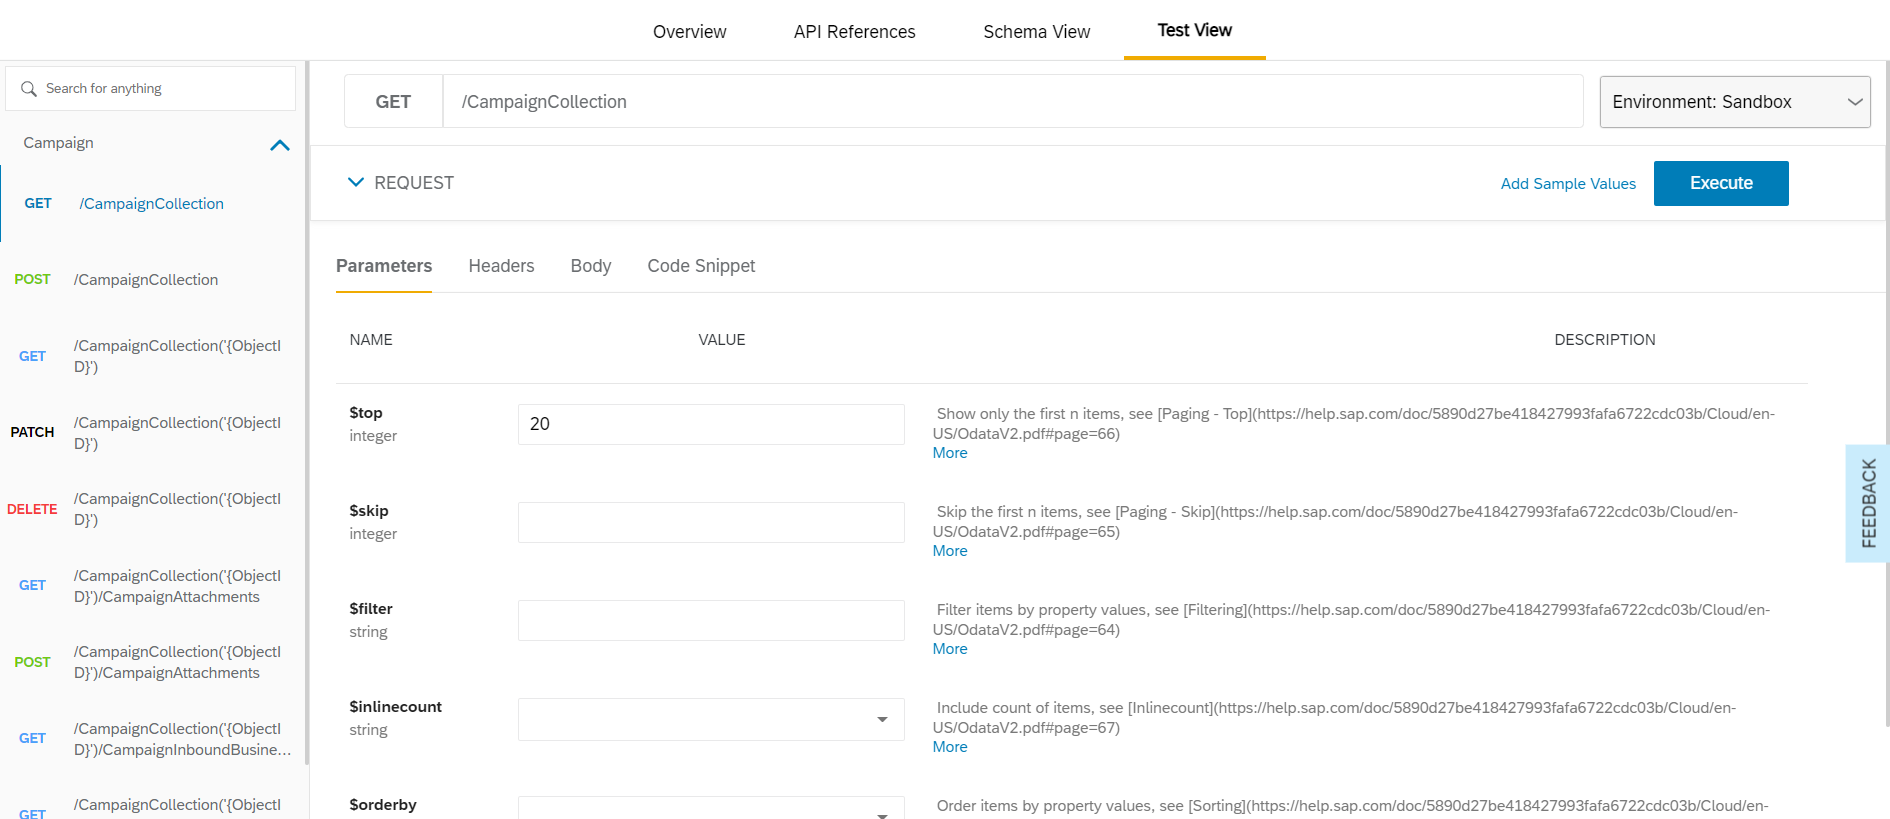 Overview
API References
Schema View
Test View
Search for anything
Campaign
GET /CampaignCollection
POST /CampaignCollection
GET /CampaignCollection('{ObjectI
D}')
PATCH /CampaignCollection('{ObjectI
D}')
DELETE /CampaignCollection('{ObjectI
D}')
GET /CampaignCollection('{ObjectI
D}')/CampaignAttachments
POST /CampaignCollection('{ObjectI
D}')/CampaignAttachments
GET /CampaignCollection('{ObjectI
D}')/CampaignInboundBusine...
GET /CampaignCollection('{ObjectI
GET /CampaignCollection
Environment: Sandbox
REQUEST
Add Sample Values
Execute
Parameters
Headers
Body
Code Snippet
NAME
VALUE
DESCRIPTION
$top
integer
20
Show only the first n items, see [Paging - Top](https://help.sap.com/doc/5890d27be418427993fafa6722cdc03b/Cloud/en-
US/OdataV2.pdf#page=66)
More
$skip
integer
Skip the first n items, see [Paging - Skip](https://help.sap.com/doc/5890d27be418427993fafa6722cdc03b/Cloud/en-
US/OdataV2.pdf#page=65)
More
$filter
string
Filter items by property values, see [Filtering](https://help.sap.com/doc/5890d27be418427993fafa6722cdc03b/Cloud/en-
US/OdataV2.pdf#page=64)
More
$inlinecount
string
Include count of items, see [Inlinecount](https://help.sap.com/doc/5890d27be418427993fafa6722cdc03b/Cloud/en-
US/OdataV2.pdf#page=67)
More
$orderby
Order items by property values, see [Sorting](https://help.sap.com/doc/5890d27be418427993fafa6722cdc03b/Cloud/en-
FEEDBACK